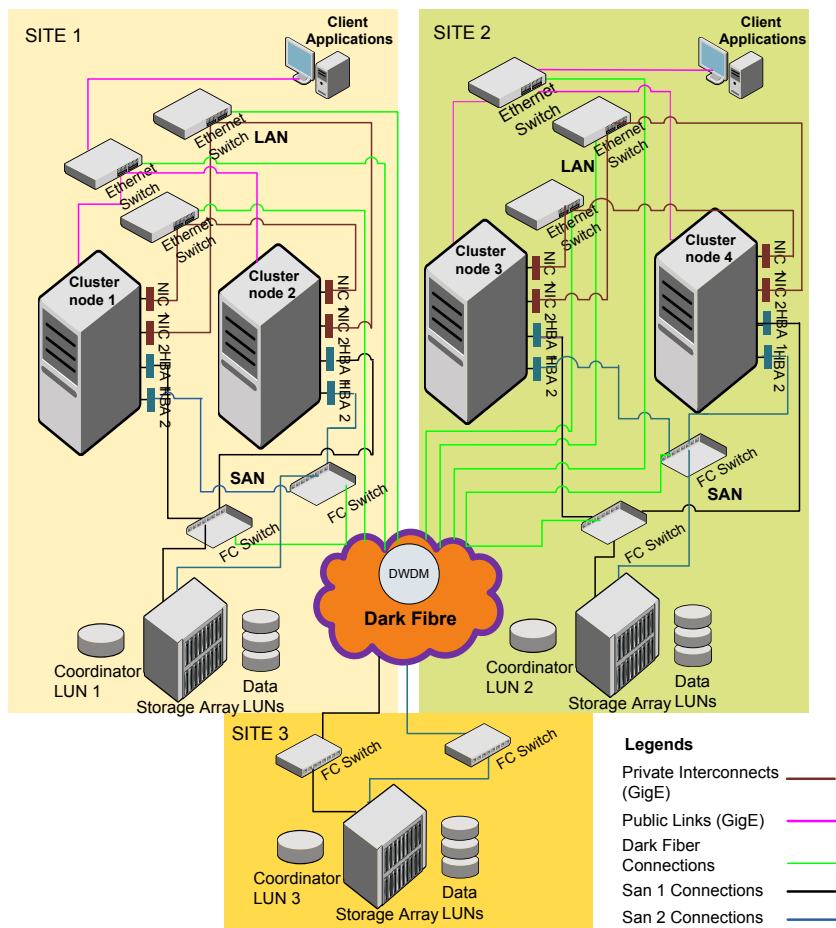 SITE 1
Client
Applications
Ethernet
Switch
LAN
Ethernet
Switch
Ethernet
Switch
Cluster
node 1
NIC 1
NIC 2
HBA 1
HBA 2
Cluster
node 2
NIC 1
NIC 2
HBA 1
HBA 2
SAN
FC Switch
FC Switch
Coordinator
LUN 1
Storage Array
Data
LUNs
SITE 2
Client
Applications
Ethernet
Switch
Ethernet
Switch
LAN
Ethernet
Switch
Cluster
node 3
NIC 1
NIC 2
HBA 1
HBA 2
Cluster
node 4
NIC 1
NIC 2
HBA 1
HBA 2
FC Switch
SAN
FC Switch
Coordinator
LUN 2
Storage Array
Data
LUNs
DWDM
Dark Fibre
SITE 3
FC Switch
FC Switch
Coordinator
LUN 3
Storage Array
Data
LUNs
Legends
Private Interconnects
(GigE)
Public Links (GigE)
Dark Fiber
Connections
San 1 Connections
San 2 Connections